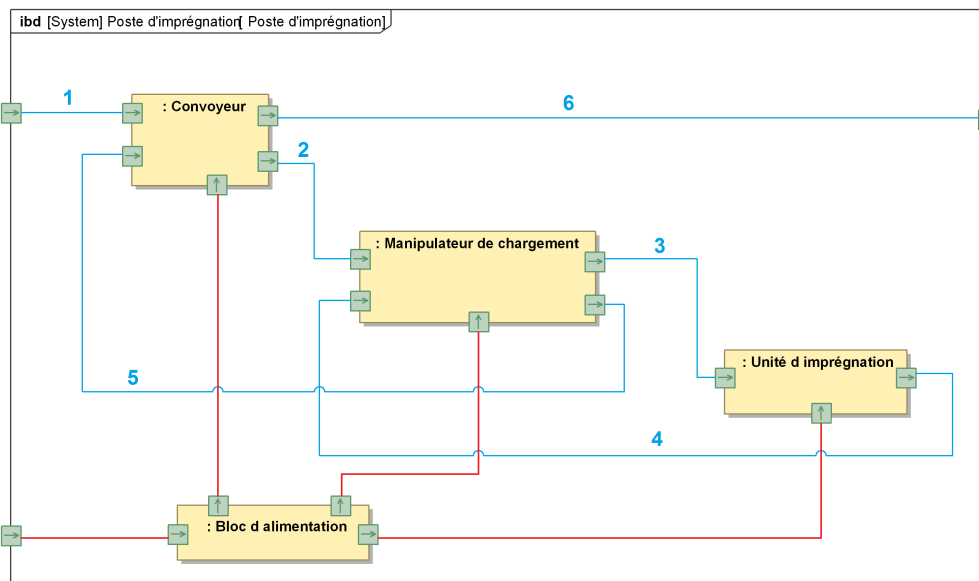 ibd [System] Poste d'imprégnation[ Poste d'imprégnation]
1
: Convoyeur
6
2
: Manipulateur de chargement
3
: Unité d imprégnation
5
4
: Bloc d alimentation